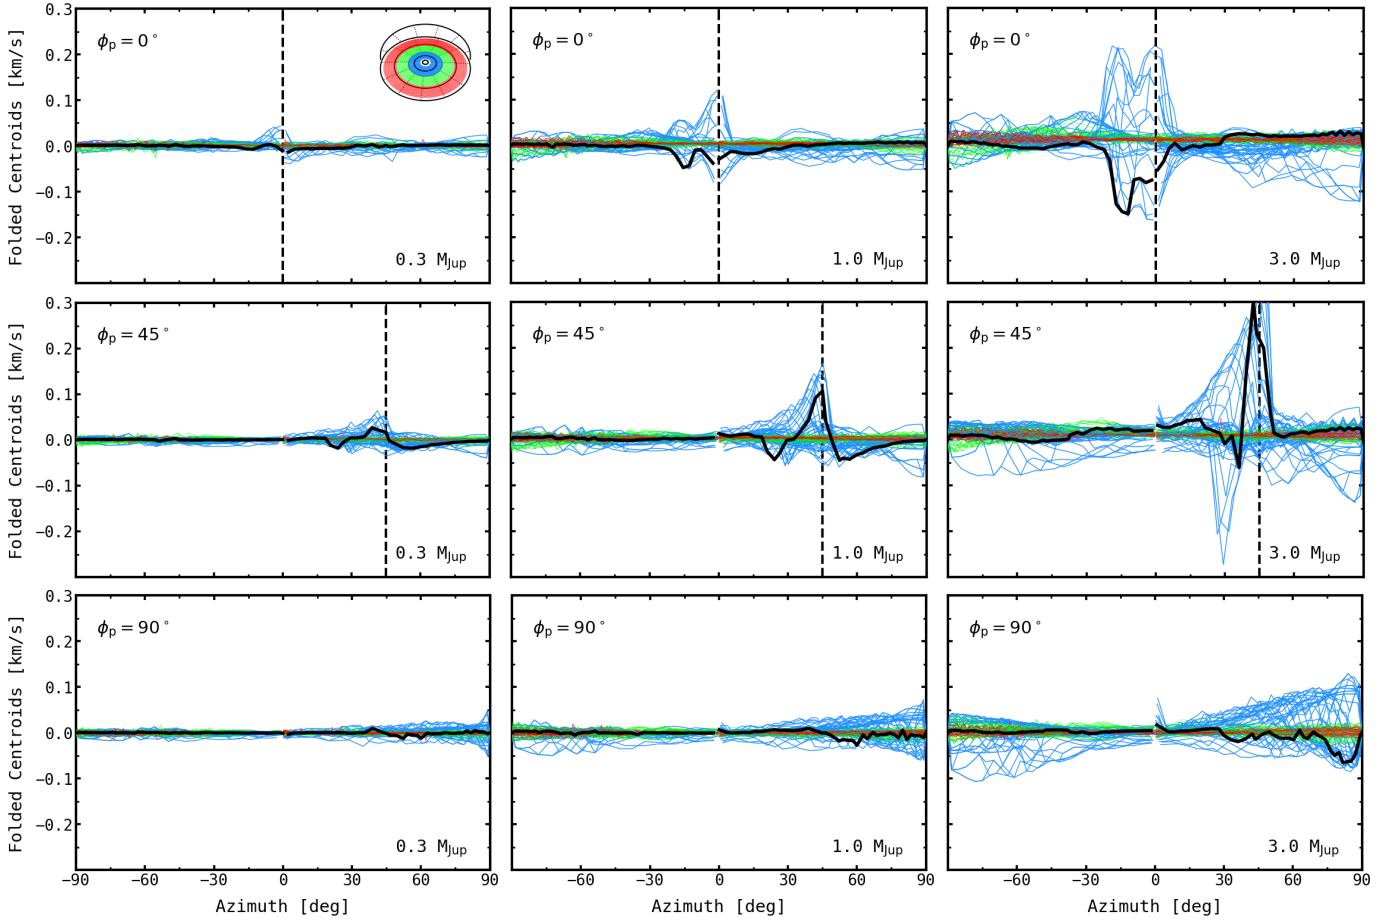 Folded Centroids [km/s]
0.3
0.2
0.1
0.0
−0.1
−0.2
ϕp = 0°
0.3 MJup
ϕp = 0°
1.0 MJup
ϕp = 0°
3.0 MJup
Folded Centroids [km/s]
0.3
0.2
0.1
0.0
−0.1
−0.2
ϕp = 45°
0.3 MJup
ϕp = 45°
1.0 MJup
ϕp = 45°
3.0 MJup
Folded Centroids [km/s]
0.3
0.2
0.1
0.0
−0.1
−0.2
ϕp = 90°
0.3 MJup
ϕp = 90°
1.0 MJup
ϕp = 90°
3.0 MJup
−90 −60 −30 0 30 60 90
−60 −30 0 30 60 90
−60 −30 0 30 60 90
Azimuth [deg]
Azimuth [deg]
Azimuth [deg]